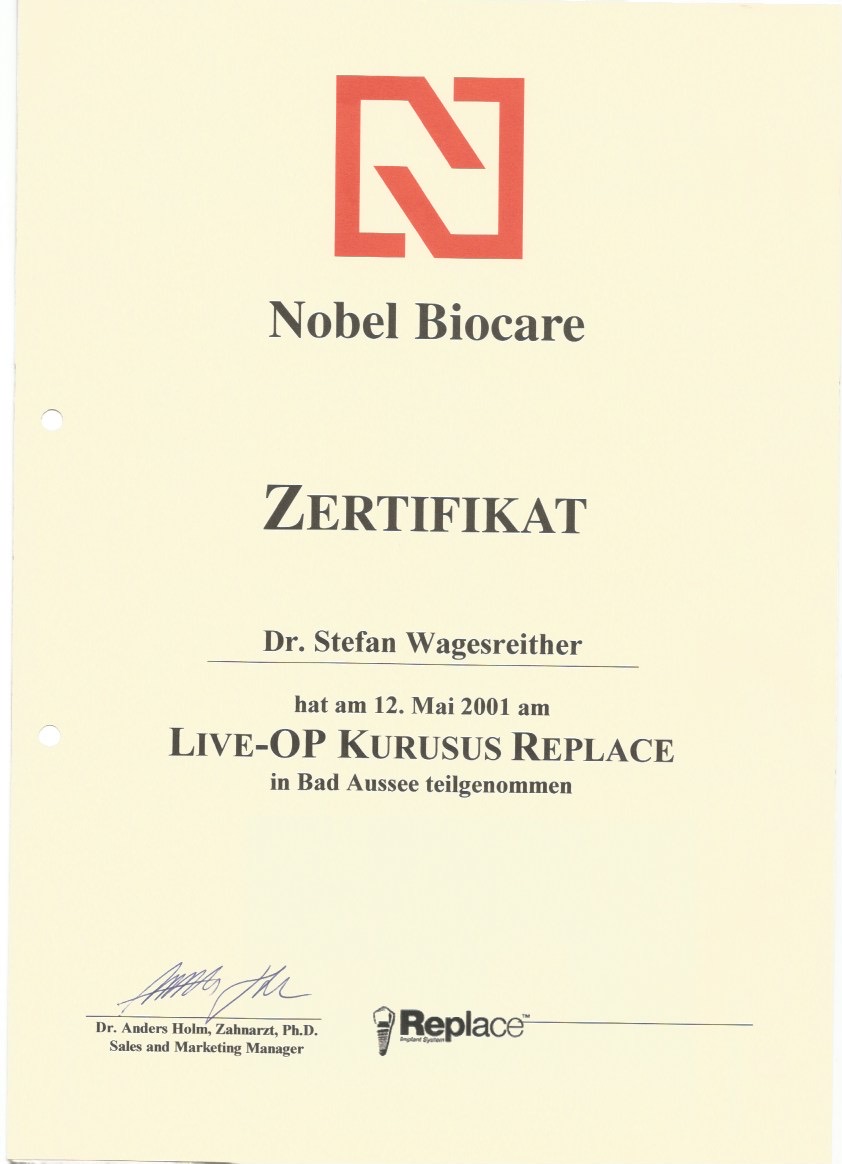 Nobel Biocare
ZERTIFIKAT
Dr. Stefan Wagesreither
hat am 12. Mai 2001 am
LIVE-OP KURUSUS REPLACE
in Bad Aussee teilgenommen
Dr. Anders Holm, Zahnarzt, Ph.D.
Sales and Marketing Manager
Replace™
Implant System